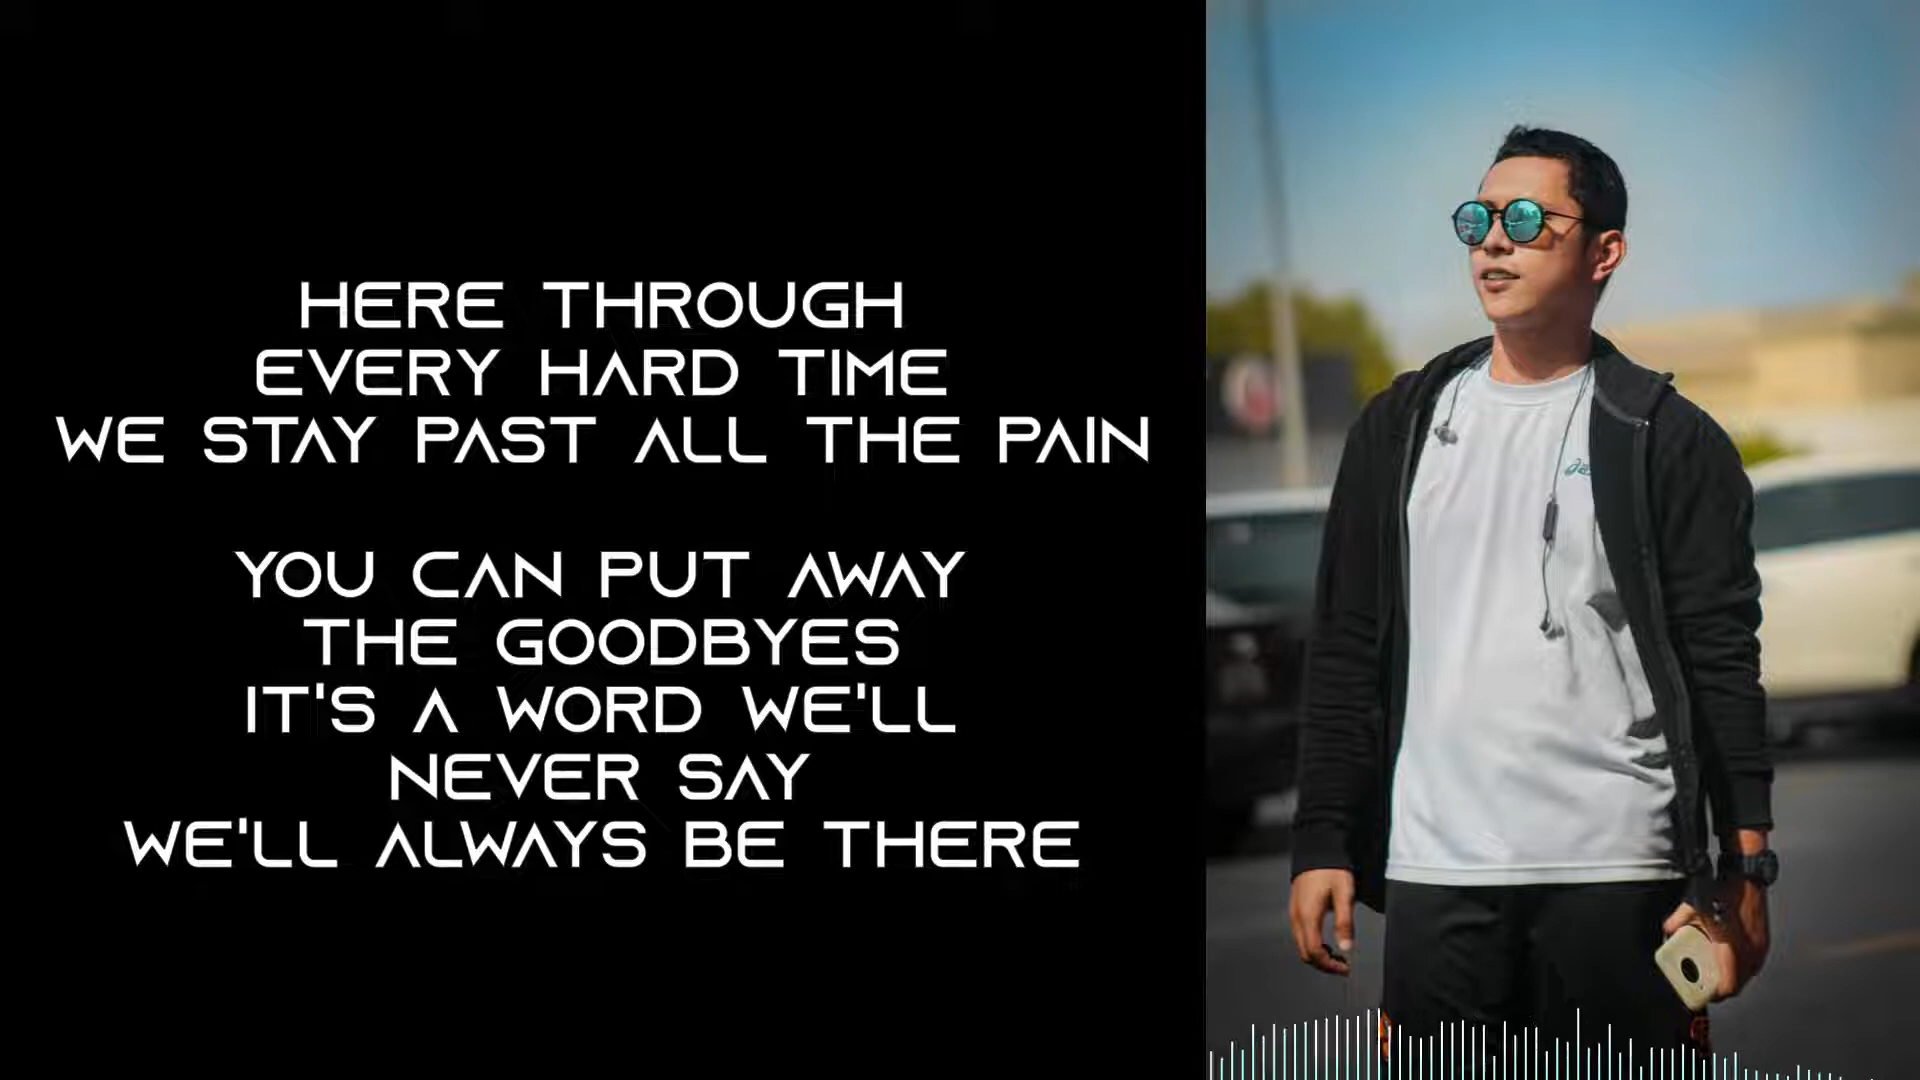 HERE THROUGH
EVERY HARD TIME
WE STAY PAST ALL THE PAIN
YOU CAN PUT AWAY
THE GOODBYES
IT'S A WORD WE'LL
NEVER SAY
WE'LL ALWAYS BE THERE